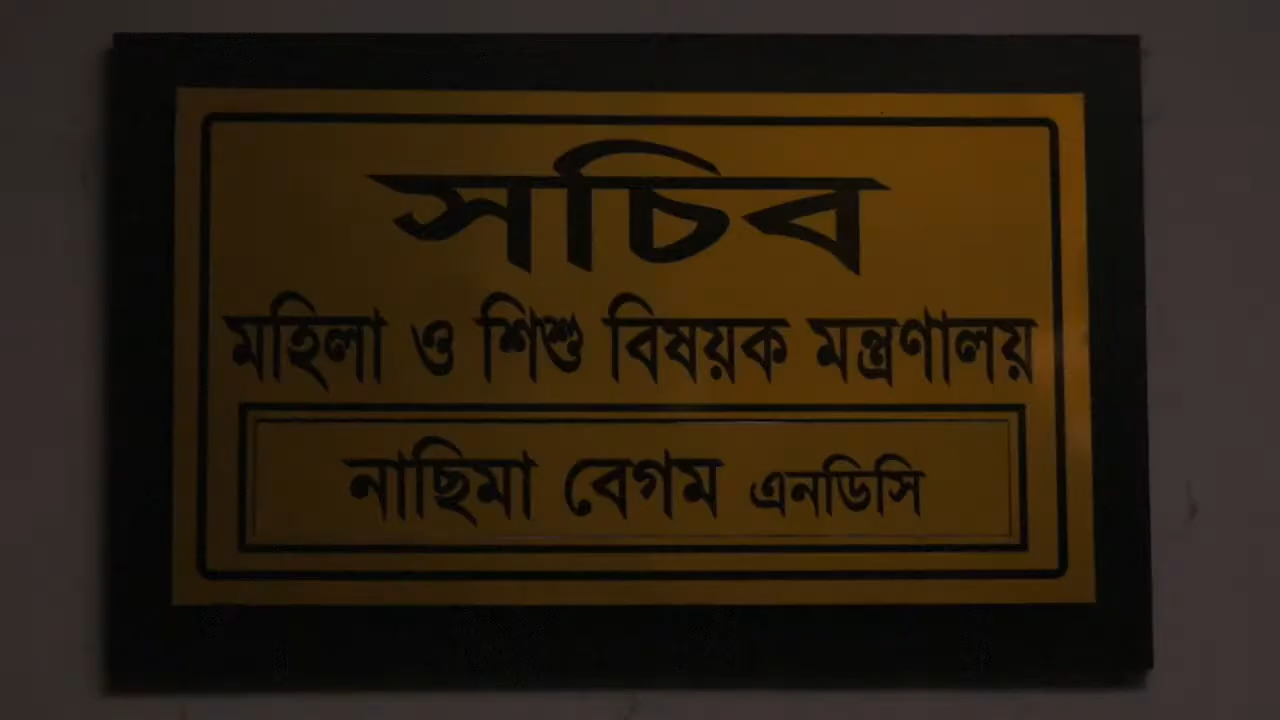 সচিব
মহিলা ও শিশু বিষয়ক মন্ত্রণালয়
নাছিমা বেগম এনডিসি